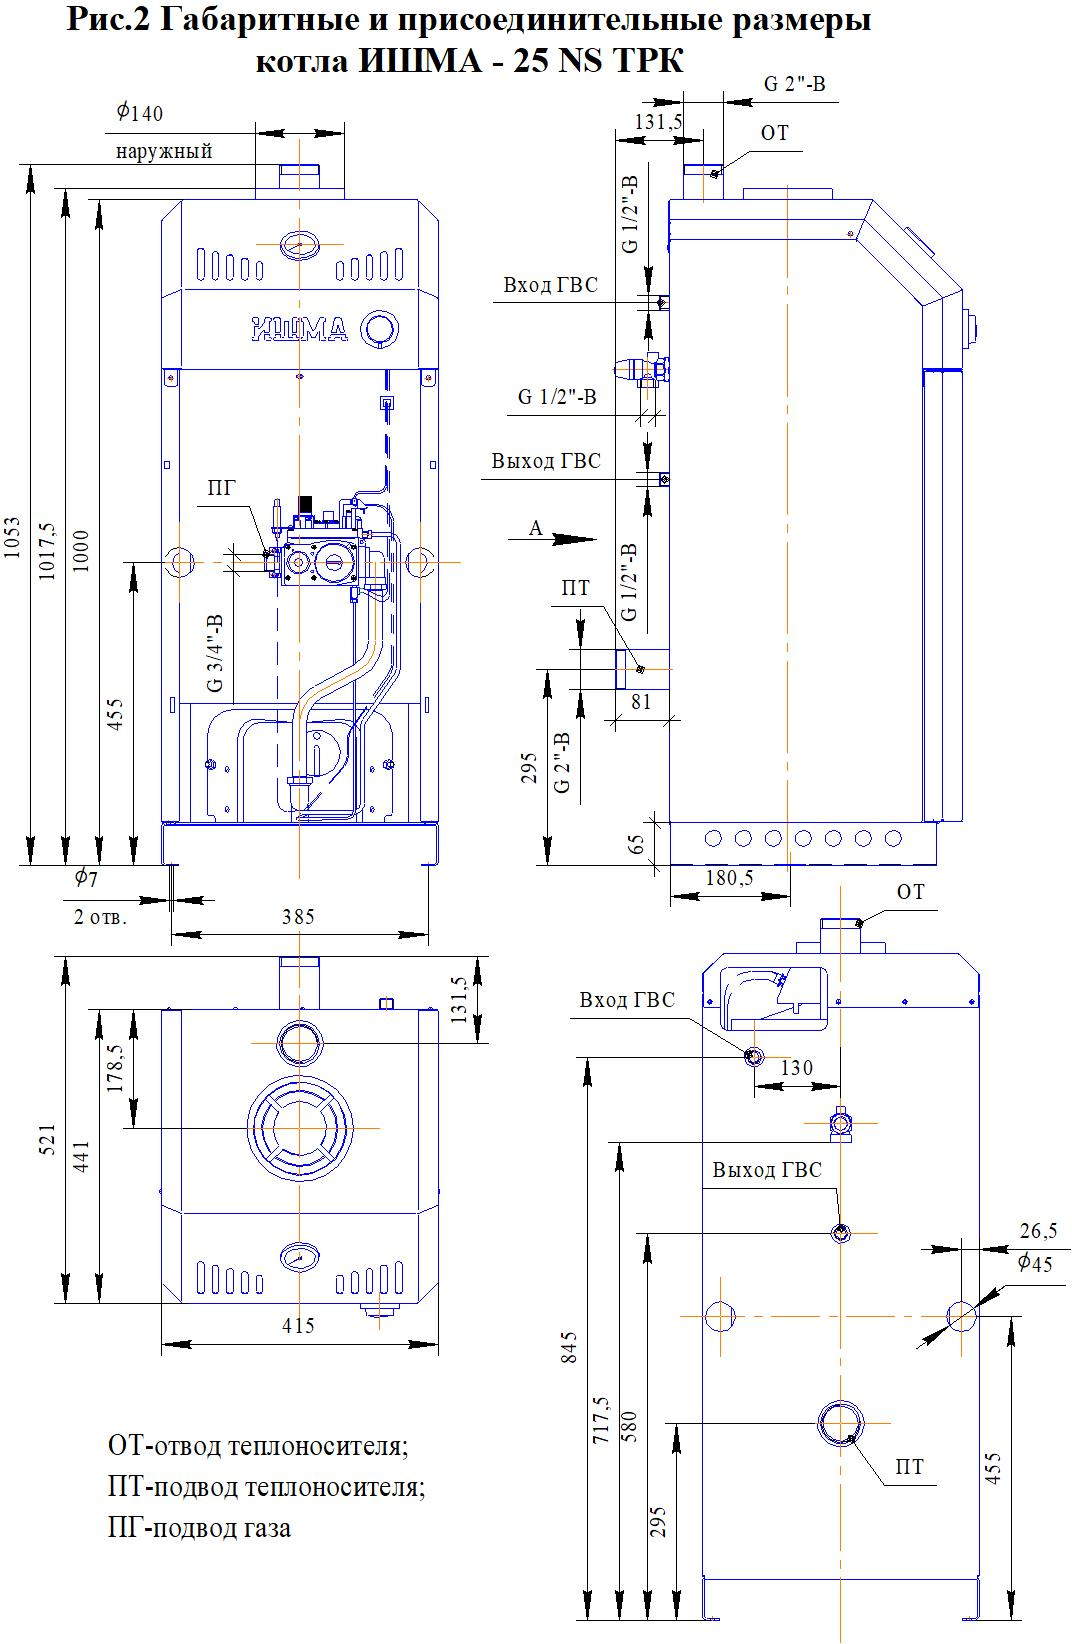 Рис.2 Габаритные и присоединительные размеры
котла ИШМА - 25 NS ТРК
G 2"-В
ϕ140
131,5
ОТ
наружный
G 1/2"-В
Вход ГВС
ИШМА
G 1/2"-В
Выход ГВС
ПГ
1053
1017,5
1000
А
G 1/2"-В
ПТ
G 3/4"-В
455
81
295
G 2"-В
65
ϕ7
180,5
2 отв.
385
ОТ
131,5
Вход ГВС
178,5
130
521
441
Выход ГВС
26,5
ϕ45
415
845
717,5
580
ОТ-отвод теплоносителя;
ПТ
455
ПТ-подвод теплоносителя;
295
ПГ-подвод газа